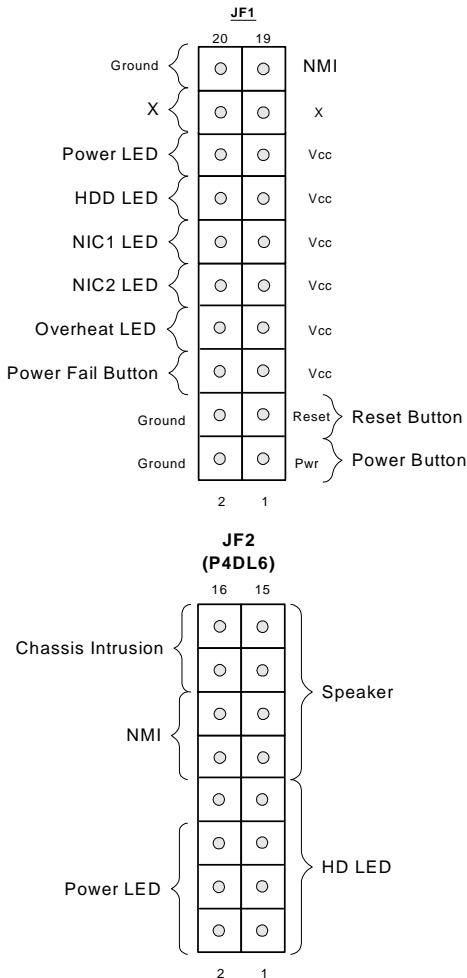 JF1
20 19
Ground NMI
X X
Power LED Vcc
HDD LED Vcc
NIC1 LED Vcc
NIC2 LED Vcc
Overheat LED Vcc
Power Fail Button Vcc
Ground Reset Reset Button
Ground Pwr Power Button
2 1
JF2
(P4DL6)
16 15
Chassis Intrusion
Speaker
NMI
HD LED
Power LED
2 1